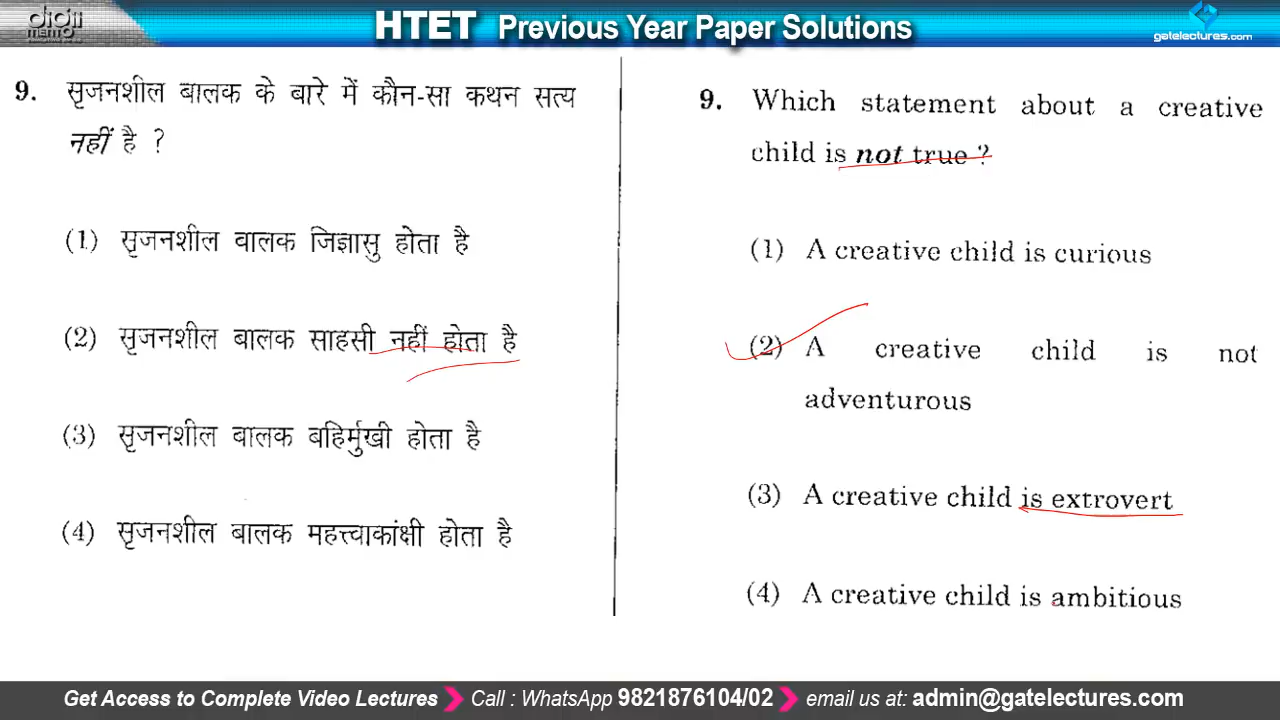 digii
MENTO
HTET Previous Year Paper Solutions
gatelectures.com
9. सृजनशील बालक के बारे में कौन-सा कथन सत्य
नहीं है ?
(1) सृजनशील वालक जिज्ञासु होता है
(2) सृजनशील बालक साहसी नहीं होता है
(3) सृजनशील बालक बहिर्मुखी होता है
(4) सृजनशील बालक महत्त्वाकांक्षी होता है
9. Which statement about a creative
child is not true ?
(1) A creative child is curious
(2) A creative child is not
adventurous
(3) A creative child is extrovert
(4) A creative child is ambitious
Get Access to Complete Video Lectures Call : WhatsApp 9821876104/02 email us at: admin@gatelectures.com